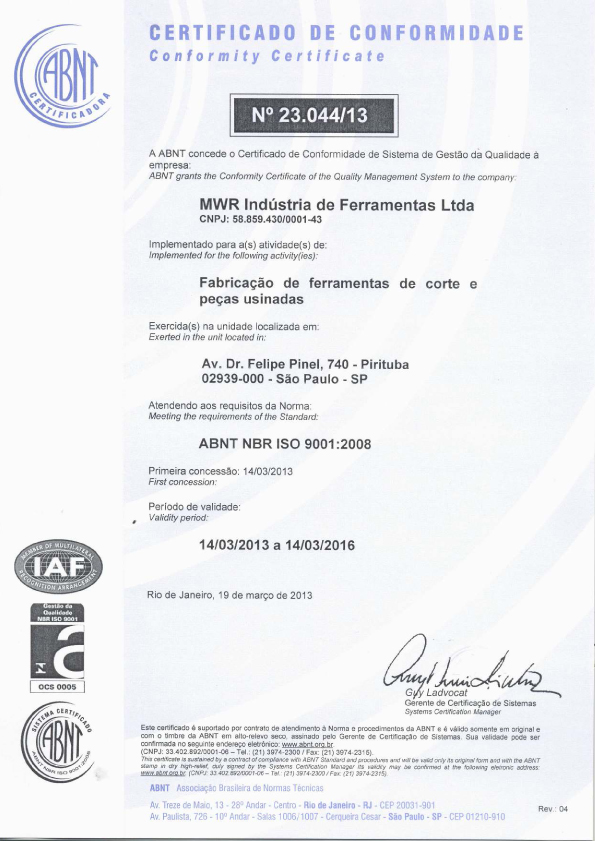 CERTIFICADO DE CONFORMIDADE
Conformity Certificate
ABNT
CERTIFICADORA
Nº 23.044/13
A ABNT concede o Certificado de Conformidade de Sistema de Gestão da Qualidade à
empresa:
ABNT grants the Conformity Certificate of the Quality Management System to the company:
MWR Indústria de Ferramentas Ltda
CNPJ: 58.859.430/0001-43
Implementado para a(s) atividade(s) de:
Implemented for the following activity(ies):
Fabricação de ferramentas de corte e
peças usinadas
Exercida(s) na unidade localizada em:
Exerted in the unit located in:
Av. Dr. Felipe Pinel, 740 - Pirituba
02939-000 - São Paulo - SP
Atendendo aos requisitos da Norma:
Meeting the requirements of the Standard:
ABNT NBR ISO 9001:2008
Primeira concessão: 14/03/2013
First concession:
Período de validade:
Validity period:
14/03/2013 a 14/03/2016
MEMBER OF MULTILATERAL
IAF
RECOGNITION ARRANGEMENT
Gestão da
Qualidade
NBR ISO 9001
OCS 0005
Rio de Janeiro, 19 de março de 2013
Guy Ladvocat
Gerente de Certificação de Sistemas
Systems Certification Manager
SISTEMA CERTIFICADO
ABNT
Este certificado é suportado por contrato de atendimento à Norma e procedimentos da ABNT e é válido somente em original e
com o timbre da ABNT em alto-relevo seco, assinado pelo Gerente de Certificação de Sistemas. Sua validade pode ser
confirmada no seguinte endereço eletrônico: www.abnt.org.br.
(CNPJ: 33.402.892/0001-06 – Tel.: (21) 3974-2300 / Fax: (21) 3974-2315).
This certificate is sustained by a contract of compliance with ABNT Standard and procedures and will be valid only its original form and with the ABNT
stamp in dry high-relief, duly signed by the Systems Certification Manager Its validity may be confirmed at the following eletronic address:
www.abnt.org.br. (CNPJ: 33.402.892/0001-06 – Tel.: (21) 3974-2300 / Fax: (21) 3974-2315).
ABNT Associação Brasileira de Normas Técnicas
Av. Treze de Maio, 13 - 28º Andar - Centro - Rio de Janeiro - RJ - CEP 20031-901
Av. Paulista, 726 - 10º Andar - Salas 1006/1007 - Cerqueira Cesar - São Paulo - SP - CEP 01210-910
Rev.: 04